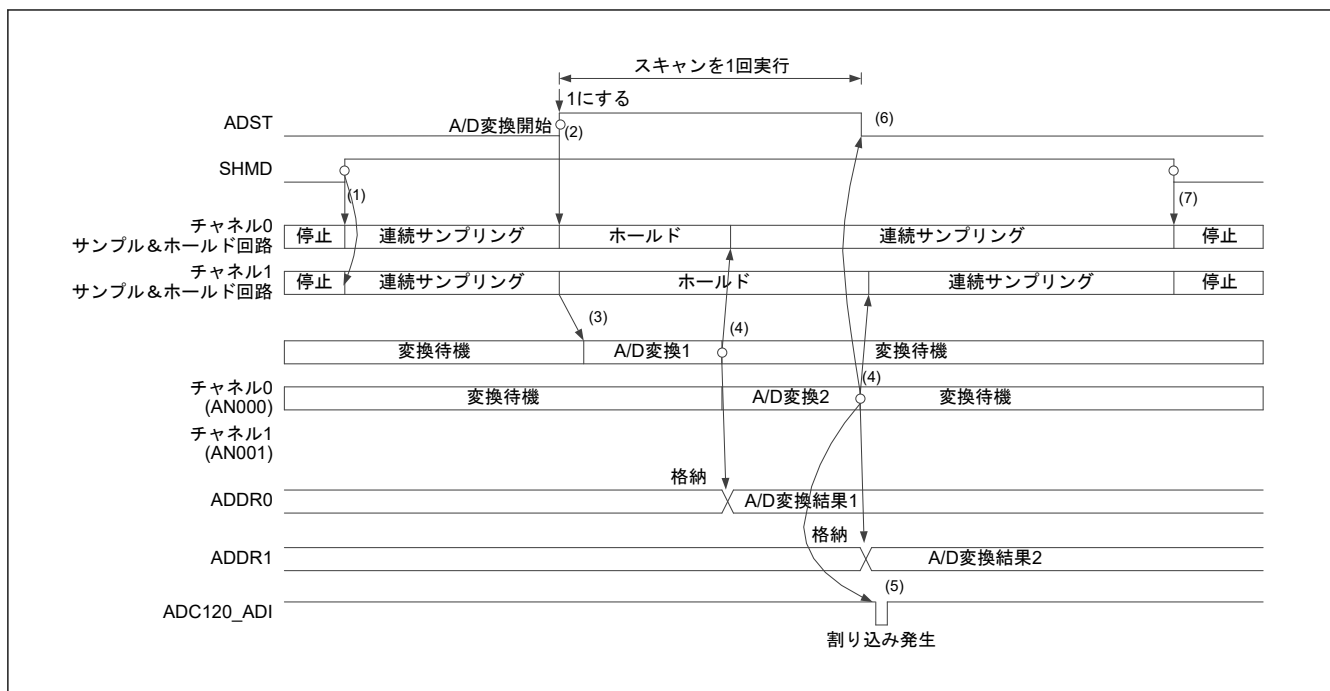 スキャンを1回実行
1にする
ADST
A/D変換開始
(2)
(6)
SHMD
(1)
(7)
チャネル0
サンプル＆ホールド回路
停止
連続サンプリング
ホールド
連続サンプリング
停止
チャネル1
サンプル＆ホールド回路
停止
連続サンプリング
ホールド
連続サンプリング
停止
(3)
(4)
変換待機
A/D変換1
変換待機
チャネル0
(AN000)
変換待機
A/D変換2
(4)
変換待機
チャネル1
(AN001)
格納
ADDR0
A/D変換結果1
格納
ADDR1
A/D変換結果2
(5)
ADC120_ADI
割り込み発生